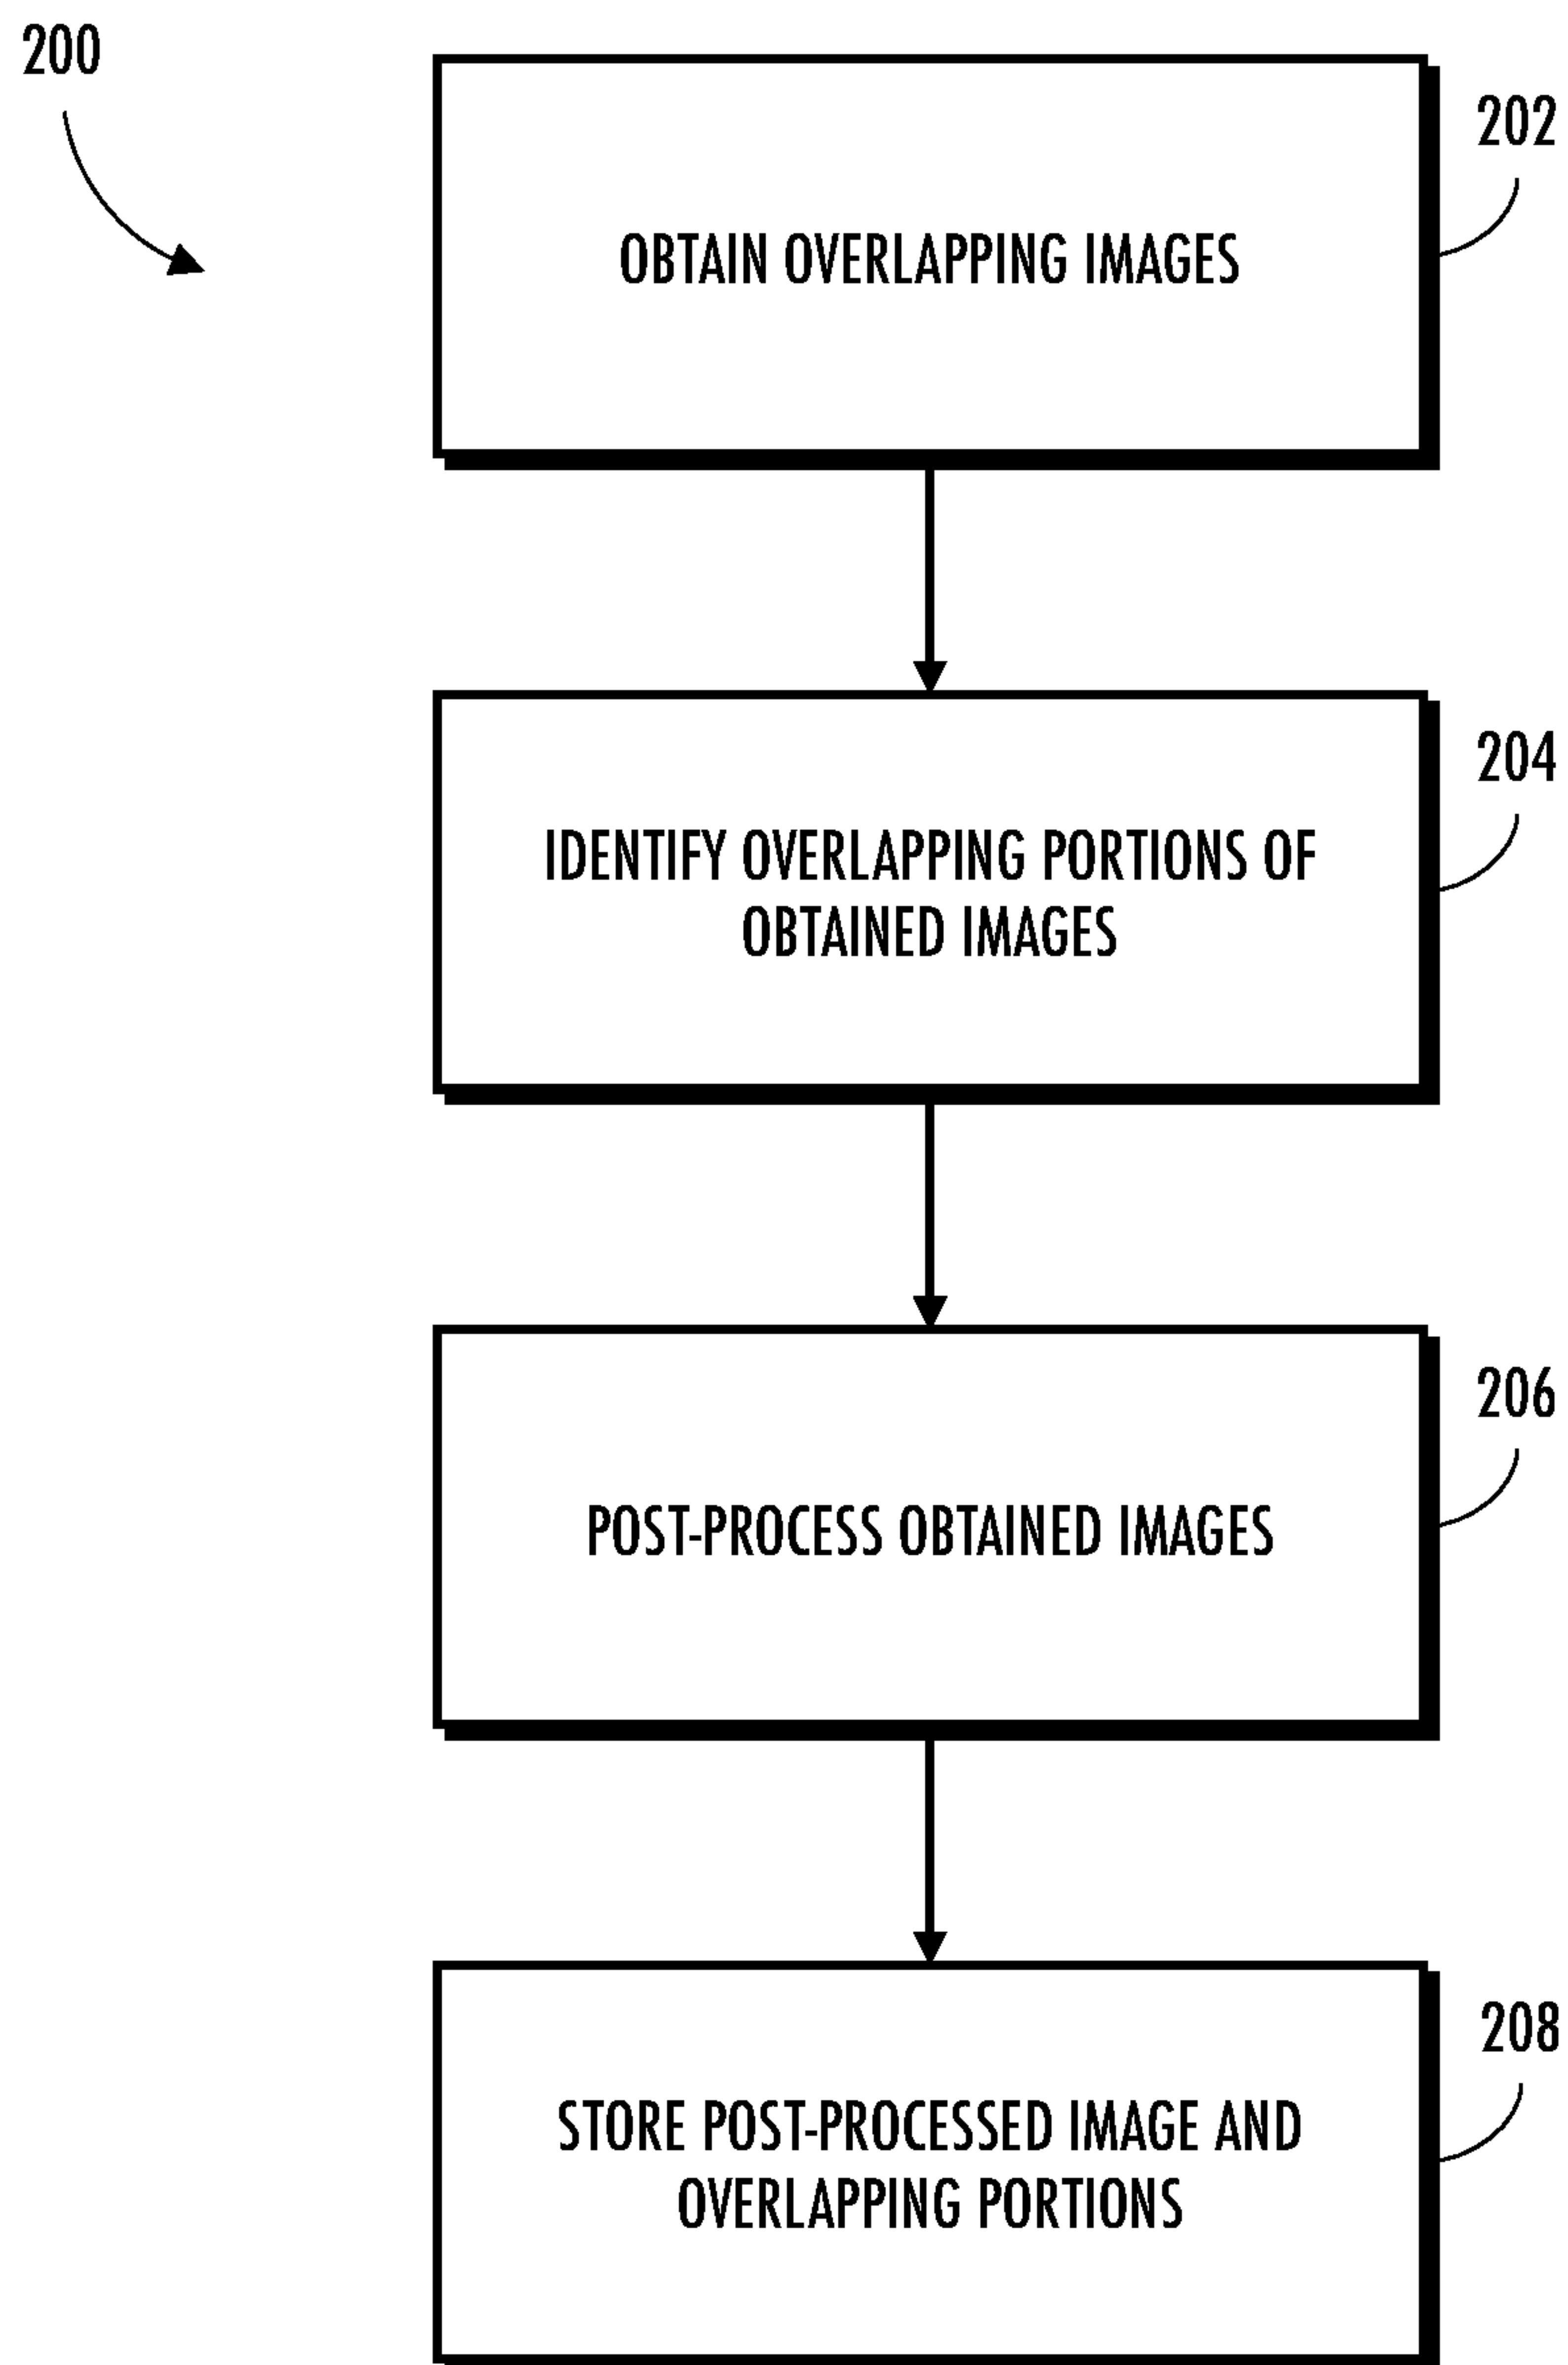 200
202
OBTAIN OVERLAPPING IMAGES
204
IDENTIFY OVERLAPPING PORTIONS OF
OBTAINED IMAGES
206
POST-PROCESS OBTAINED IMAGES
208
STORE POST-PROCESSED IMAGE AND
OVERLAPPING PORTIONS